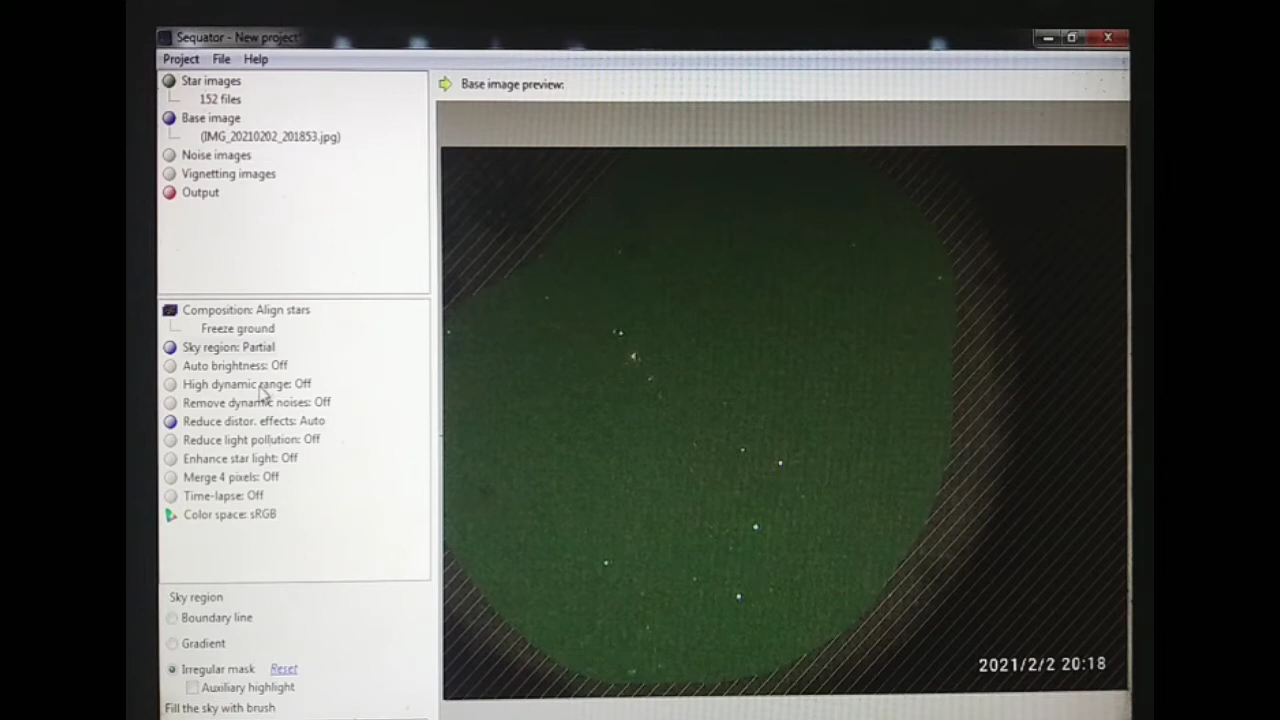 Sequator - New project*
Project File Help
Star images
152 files
Base image
(IMG_20210202_201853.jpg)
Noise images
Vignetting images
Output
Base image preview:
Composition: Align stars
Freeze ground
Sky region: Partial
Auto brightness: Off
High dynamic range: Off
Remove dynamic noises: Off
Reduce distor. effects: Auto
Reduce light pollution: Off
Enhance star light: Off
Merge 4 pixels: Off
Time-lapse: Off
Color space: sRGB
Sky region
Boundary line
Gradient
Irregular mask Reset
Auxiliary highlight
Fill the sky with brush
2021/2/2 20:18